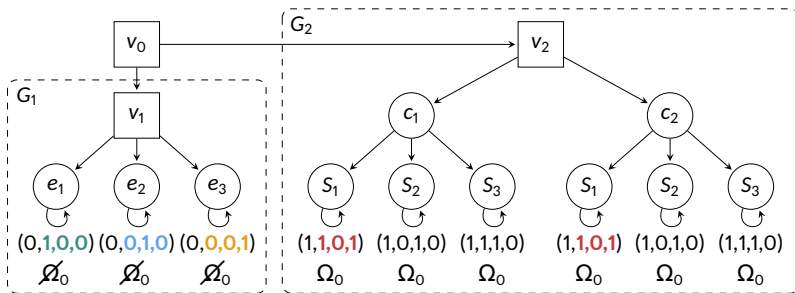 v₀ G₂ v₂
G₁ v₁ c₁ c₂
e₁ e₂ e₃ S₁ S₂ S₃ S₁ S₂ S₃
(0,1,0,0) (0,0,1,0) (0,0,0,1) (1,1,0,1) (1,0,1,0) (1,1,1,0) (1,1,0,1) (1,0,1,0) (1,1,1,0)
Ω̸₀ Ω̸₀ Ω̸₀ Ω₀ Ω₀ Ω₀ Ω₀ Ω₀ Ω₀